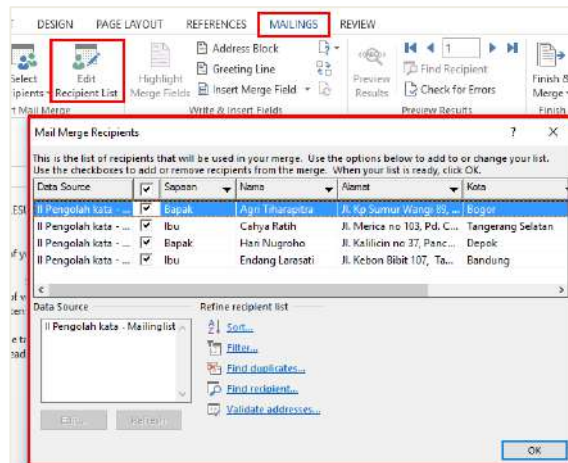 DESIGN PAGE LAYOUT REFERENCES MAILINGS REVIEW
Select Edit Highlight Address Block 1 Preview Finish &
ipients Recipient List Merge Fields Greeting Line Find Recipient Results Merge
Insert Merge Field Check for Errors
t Mail Merge Write & Insert Fields Preview Results Finish
Mail Merge Recipients ? X
This is the list of recipients that will be used in your merge. Use the options below to add to or change your list.
Use the checkboxes to add or remove recipients from the merge. When your list is ready, click OK.
Data Source Sapaan Nama Alamat Kota
II Pengolah kata - ... Bapak Agri Tiharapitra Jl. Kp Sumur Wangi 89, ... Bogor
II Pengolah kata - ... Ibu Cahya Ratih Jl. Merica no 103, Pd. C... Tangerang Selatan
II Pengolah kata - ... Bapak Hari Nugroho Jl. Kalilicin no 37, Panc... Depok
II Pengolah kata - ... Ibu Endang Larasati Jl. Kebon Bibit 107, Ta... Bandung
Data Source Refine recipient list
II Pengolah kata - Mailinglist
Sort...
Filter...
Find duplicates...
Find recipient...
Validate addresses...
Edit... Refresh
OK